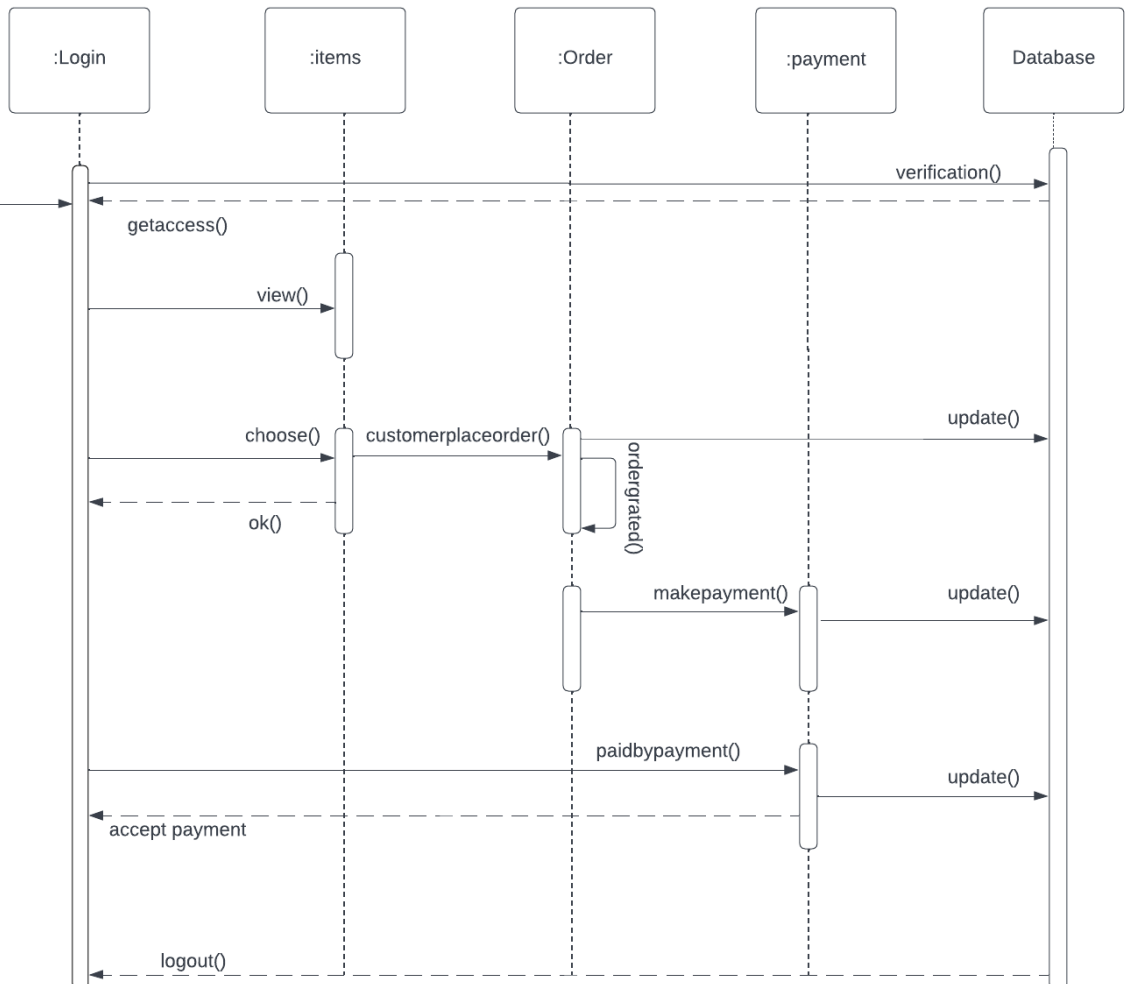 :Login
:items
:Order
:payment
Database
verification()
getaccess()
view()
update()
choose()
customerplaceorder()
ordergrated()
ok()
makepayment()
update()
paidbypayment()
update()
accept payment
logout()